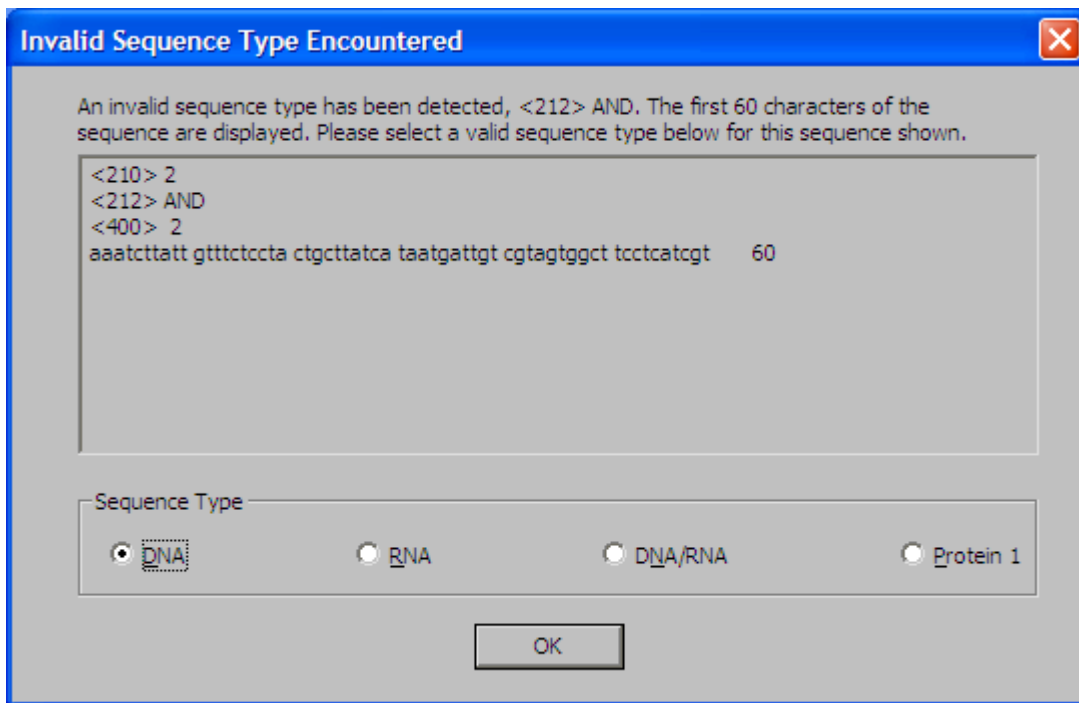 Invalid Sequence Type Encountered
An invalid sequence type has been detected, <212> AND. The first 60 characters of the
sequence are displayed. Please select a valid sequence type below for this sequence shown.
<210> 2
<212> AND
<400>  2
aaatcttatt gtttctccta ctgcttatca taatgattgt cgtagtggct tcctcatcgt 60
Sequence Type
DNA RNA DNA/RNA Protein 1
OK